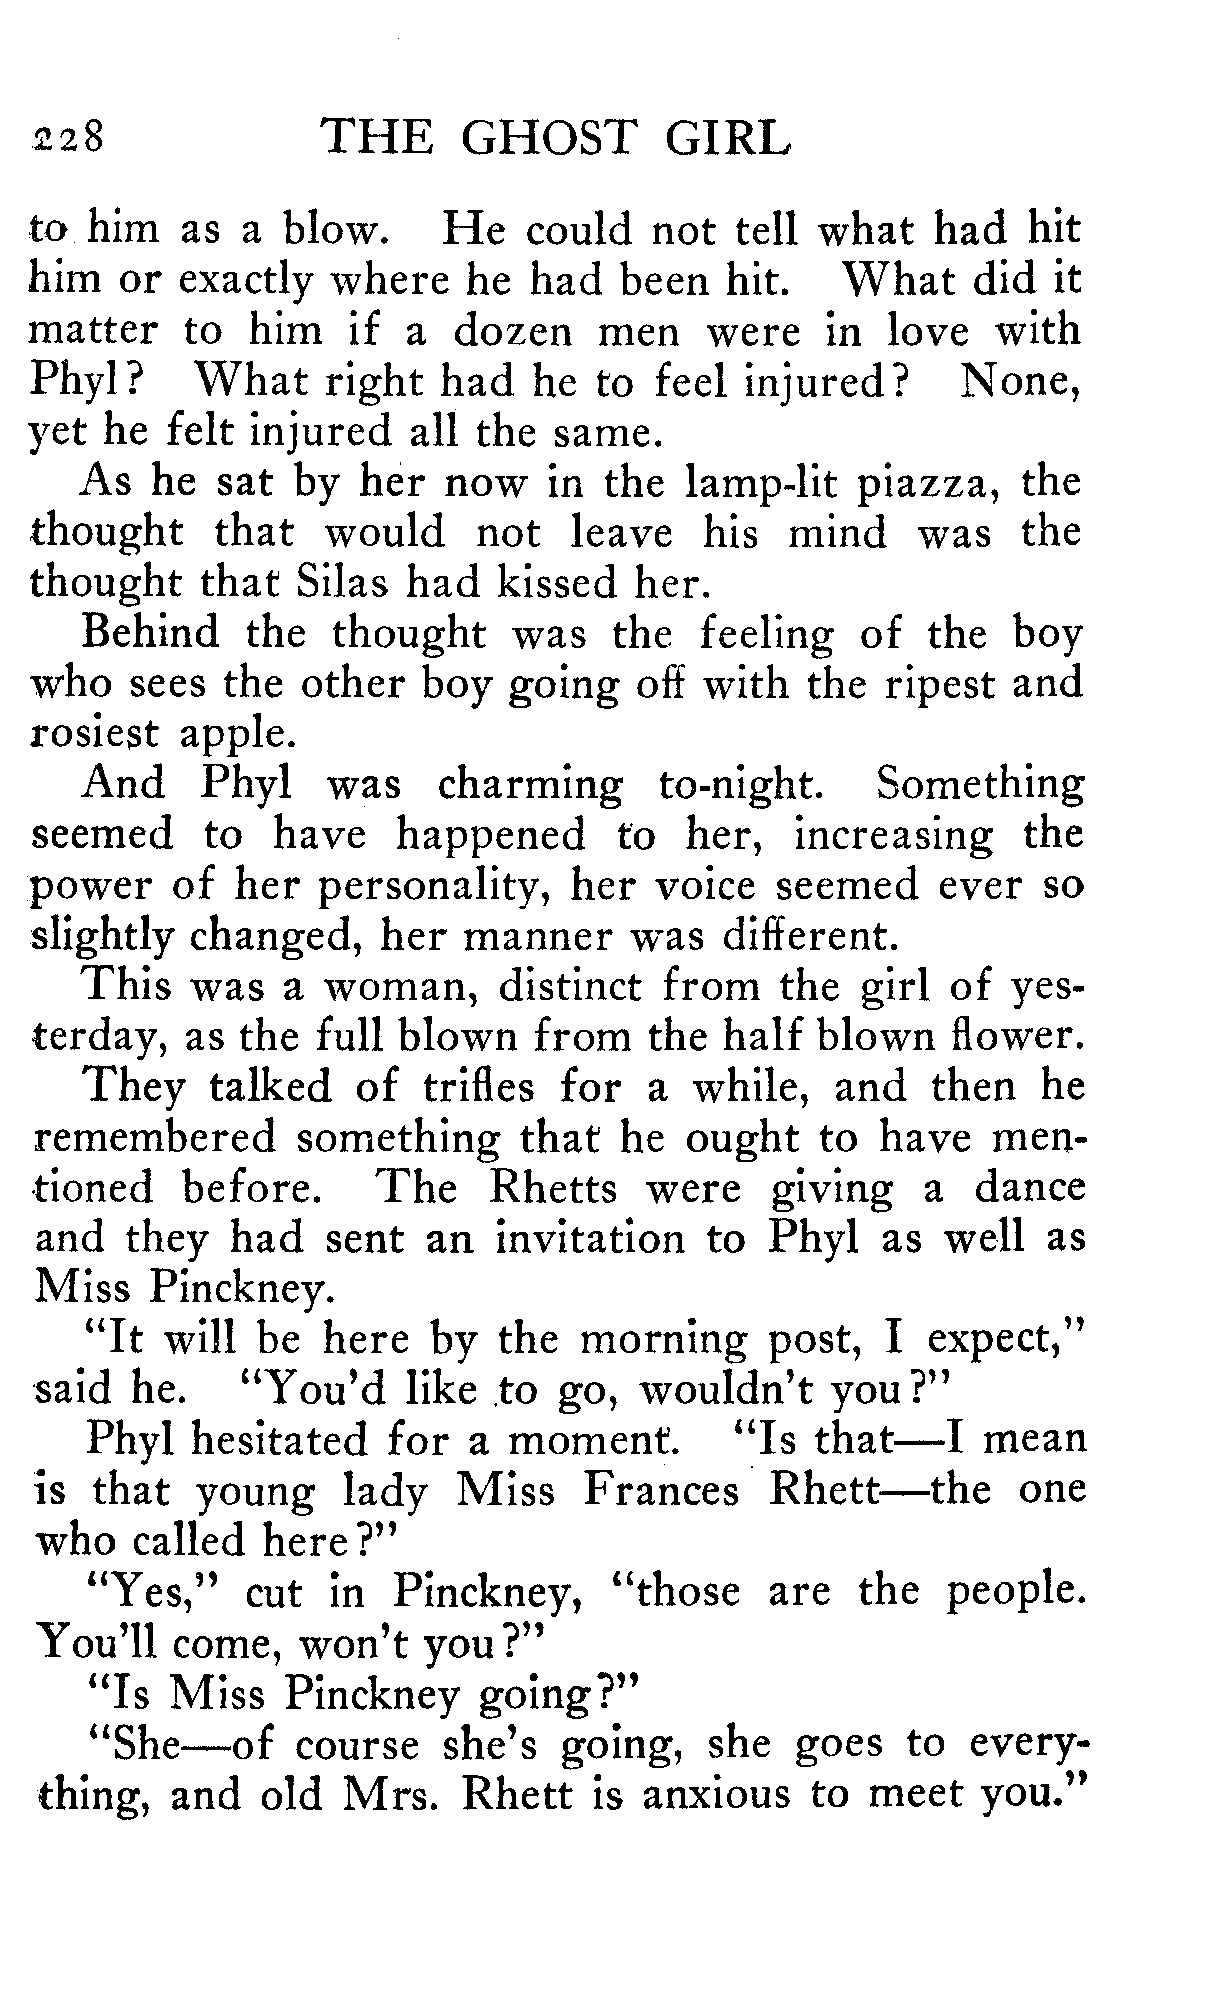 228 THE GHOST GIRL
to him as a blow. He could not tell what had hit
him or exactly where he had been hit. What did it
matter to him if a dozen men were in love with
Phyl? What right had he to feel injured? None,
yet he felt injured all the same.
As he sat by her now in the lamp-lit piazza, the
thought that would not leave his mind was the
thought that Silas had kissed her.
Behind the thought was the feeling of the boy
who sees the other boy going off with the ripest and
rosiest apple.
And Phyl was charming to-night. Something
seemed to have happened to her, increasing the
power of her personality, her voice seemed ever so
slightly changed, her manner was different.
This was a woman, distinct from the girl of yes-
terday, as the full blown from the half blown flower.
They talked of trifles for a while, and then he
remembered something that he ought to have men-
tioned before. The Rhetts were giving a dance
and they had sent an invitation to Phyl as well as
Miss Pinckney.
"It will be here by the morning post, I expect,"
said he. "You'd like to go, wouldn't you?"
Phyl hesitated for a moment. "Is that—I mean
is that young lady Miss Frances Rhett—the one
who called here?"
"Yes," cut in Pinckney, "those are the people.
You'll come, won't you?"
"Is Miss Pinckney going?"
"She—of course she's going, she goes to every-
thing, and old Mrs. Rhett is anxious to meet you."